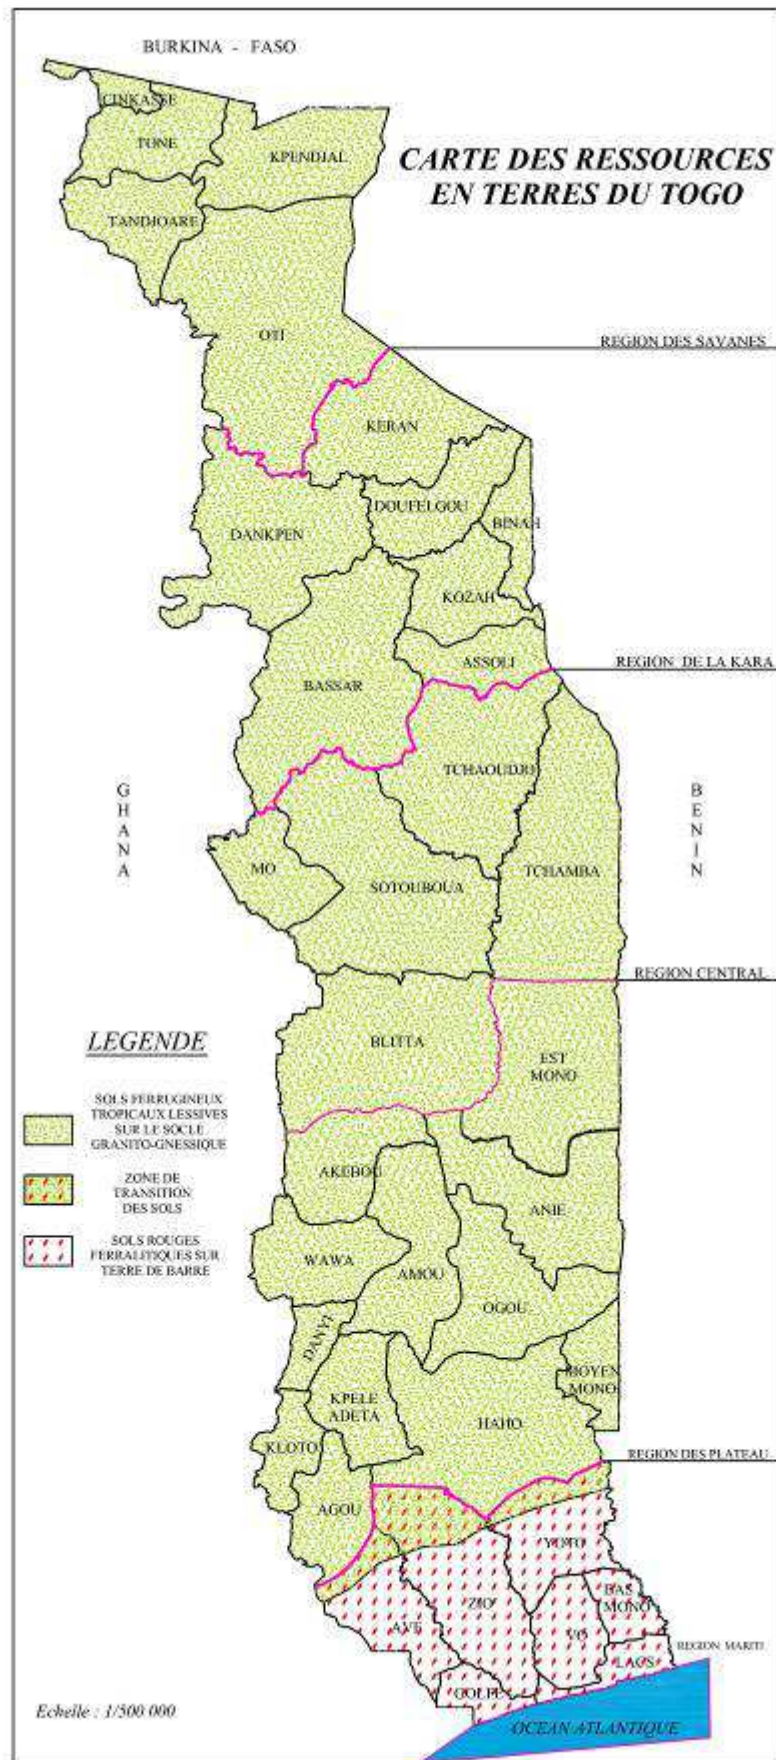 BURKINA - FASO
CARTE DES RESSOURCES
EN TERRES DU TOGO
CINKASSE
TONE
KPENDJAL
TANDJOARE
OTI
REGION DES SAVANES
KERAN
DOUFELGOU
BINAH
DANKPEN
KOZAH
ASSOLI
REGION DE LA KARA
BASSAR
TCHAOUDJO
GHANA
BENIN
MO
SOTOUBOUA
TCHAMBA
REGION CENTRAL
BLITTA
EST
MONO
LEGENDE
SOLS FERRUGINEUX
TROPICAUX LESSIVES
SUR LE SOCLE
GRANITO-GNESSIQUE
ZONE DE
TRANSITION
DES SOLS
SOLS ROUGES
FERRALITIQUES SUR
TERRE DE BARRE
AKEBOU
ANIE
WAWA
AMOU
OGOU
DANYI
MOYEN
MONO
KPELE
ADETA
HAHO
KLOTO
REGION DES PLATEAU
AGOU
YOTO
ZIO
BAS
MONO
AVE
VO
REGION MARITI
LACS
GOLFE
Echelle : 1/500 000
OCEAN ATLANTIQUE